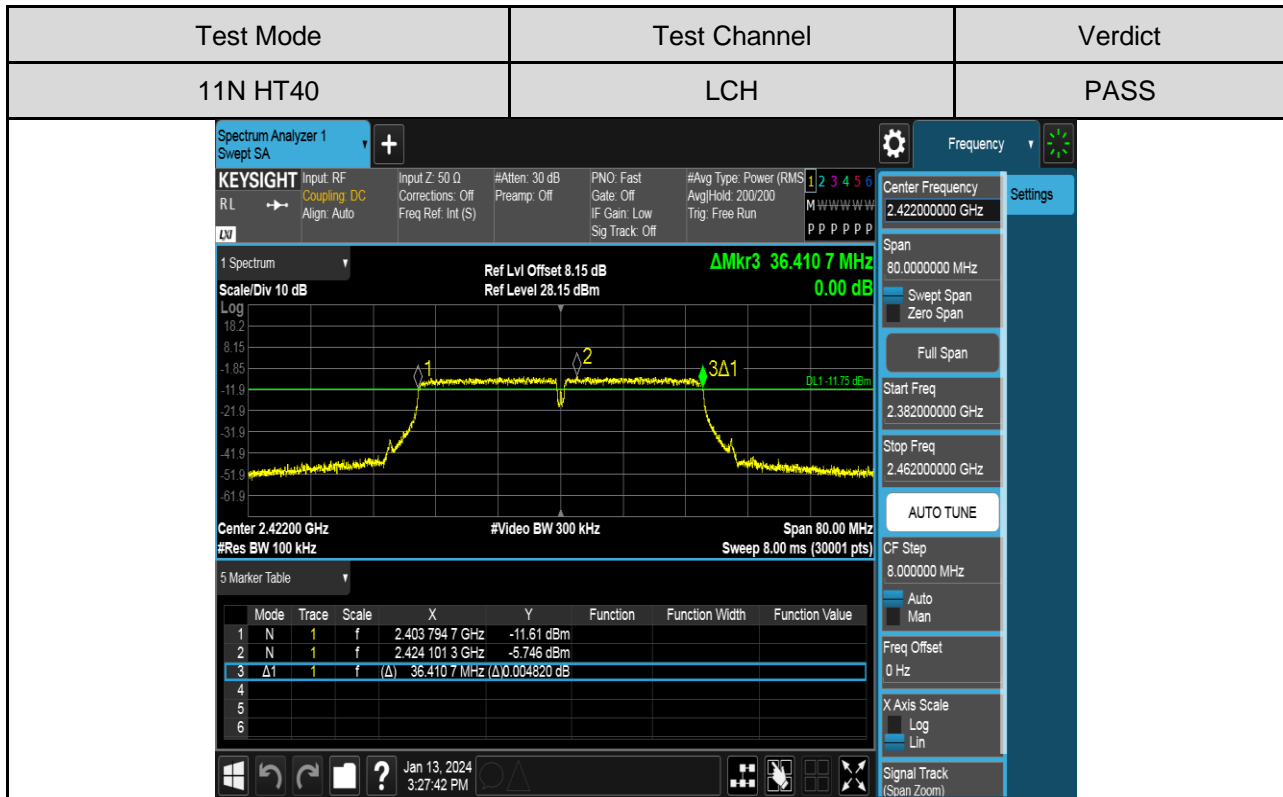 Test Mode Test Channel Verdict
11N HT40 LCH PASS
Spectrum Analyzer 1
Swept SA
+
Frequency
KEYSIGHT Input: RF Input Z: 50 Ω #Atten: 30 dB PNO: Fast #Avg Type: Power (RMS 1 2 3 4 5 6
RL Coupling: DC Corrections: Off Preamp: Off Gate: Off Avg|Hold: 200/200 M W W W W W
Align: Auto Freq Ref: Int (S) IF Gain: Low Trig: Free Run
LXI Sig Track: Off P P P P P P
1 Spectrum Ref Lvl Offset 8.15 dB ΔMkr3 36.410 7 MHz
Scale/Div 10 dB Ref Level 28.15 dBm 0.00 dB
Log
18.2
8.15
-1.85
-11.9
-21.9
-31.9
-41.9
-51.9
-61.9
1
2
3Δ1
DL1 -11.75 dBm
Center 2.42200 GHz #Video BW 300 kHz Span 80.00 MHz
#Res BW 100 kHz Sweep 8.00 ms (30001 pts)
5 Marker Table
Mode Trace Scale X Y Function Function Width Function Value
1 N 1 f 2.403 794 7 GHz -11.61 dBm
2 N 1 f 2.424 101 3 GHz -5.746 dBm
3 Δ1 1 f (Δ) 36.410 7 MHz (Δ)0.004820 dB
4
5
6
?
Jan 13, 2024
3:27:42 PM
Center Frequency
2.422000000 GHz
Settings
Span
80.0000000 MHz
Swept Span
Zero Span
Full Span
Start Freq
2.382000000 GHz
Stop Freq
2.462000000 GHz
AUTO TUNE
CF Step
8.000000 MHz
Auto
Man
Freq Offset
0 Hz
X Axis Scale
Log
Lin
Signal Track
(Span Zoom)